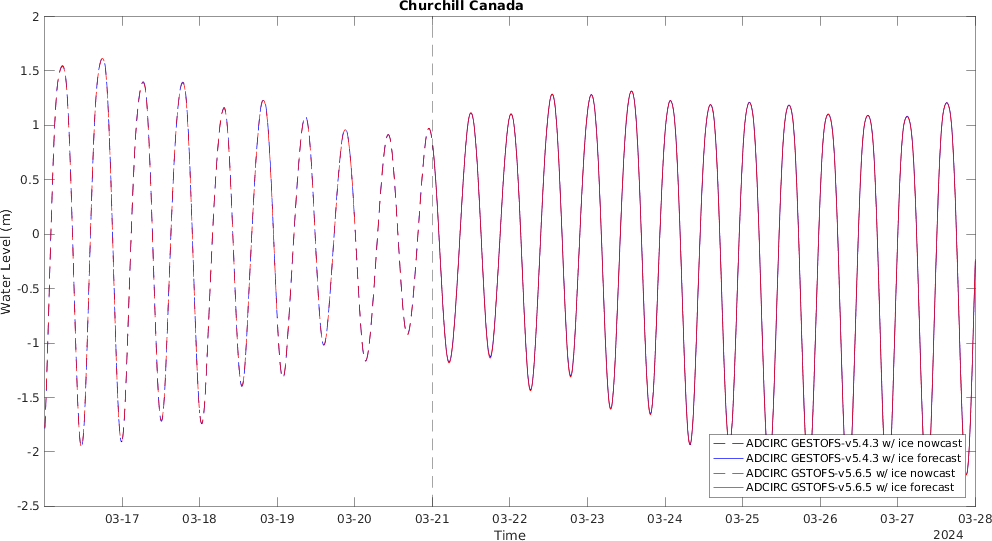 Churchill Canada
2
1.5
1
0.5
0
-0.5
-1
-1.5
-2
-2.5
Water Level (m)
ADCIRC GESTOFS-v5.4.3 w/ ice nowcast
ADCIRC GESTOFS-v5.4.3 w/ ice forecast
ADCIRC GSTOFS-v5.6.5 w/ ice nowcast
ADCIRC GSTOFS-v5.6.5 w/ ice forecast
03-17 03-18 03-19 03-20 03-21 03-22 03-23 03-24 03-25 03-26 03-27 03-28
Time
2024